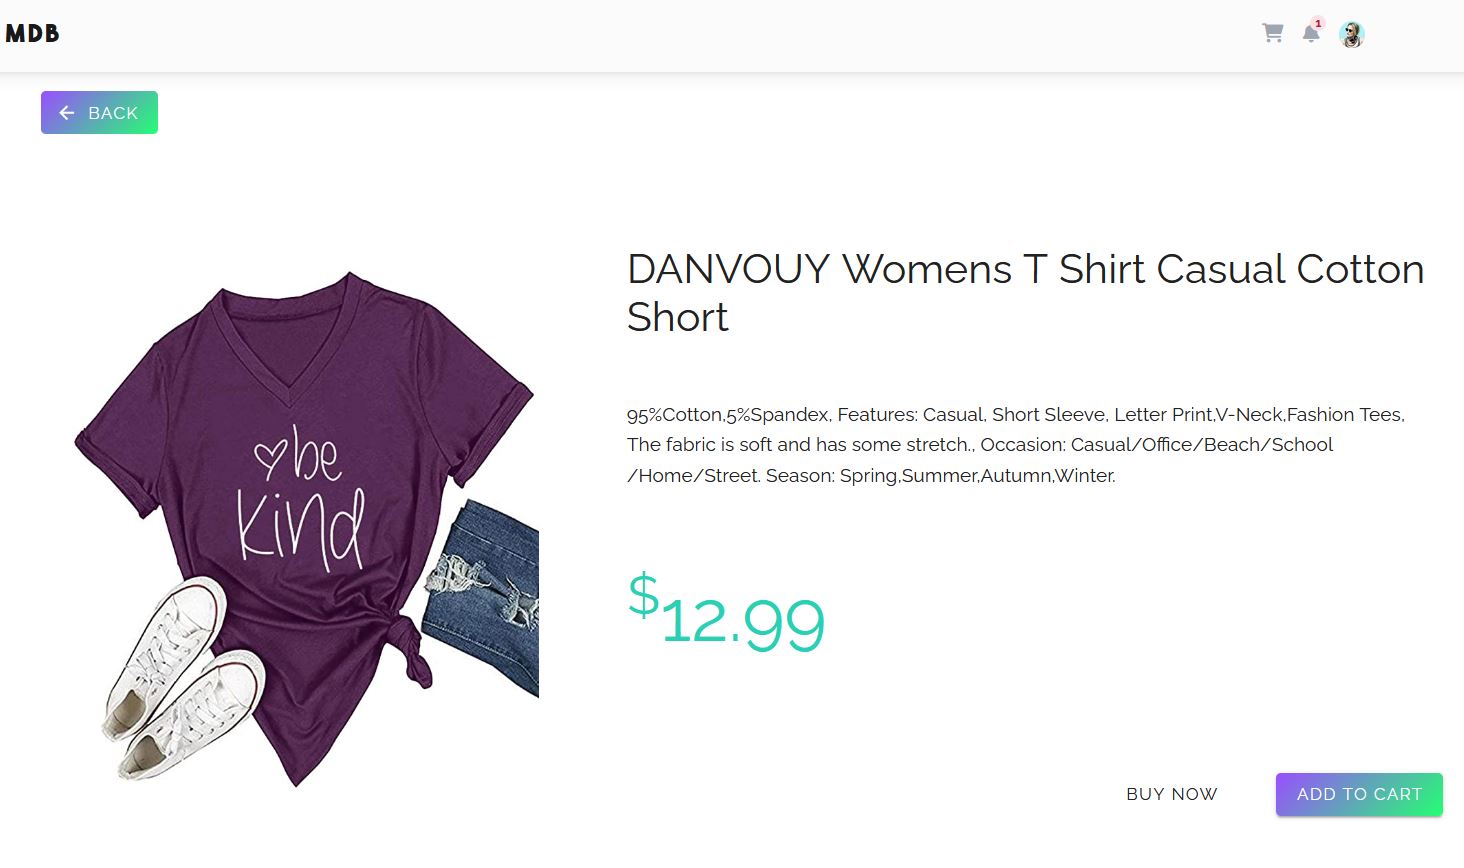 MDB
1
BACK
DANVOUY Womens T Shirt Casual Cotton
Short
95%Cotton,5%Spandex, Features: Casual, Short Sleeve, Letter Print,V-Neck,Fashion Tees,
The fabric is soft and has some stretch., Occasion: Casual/Office/Beach/School
/Home/Street. Season: Spring,Summer,Autumn,Winter.
be
kind
$12.99
BUY NOW
ADD TO CART